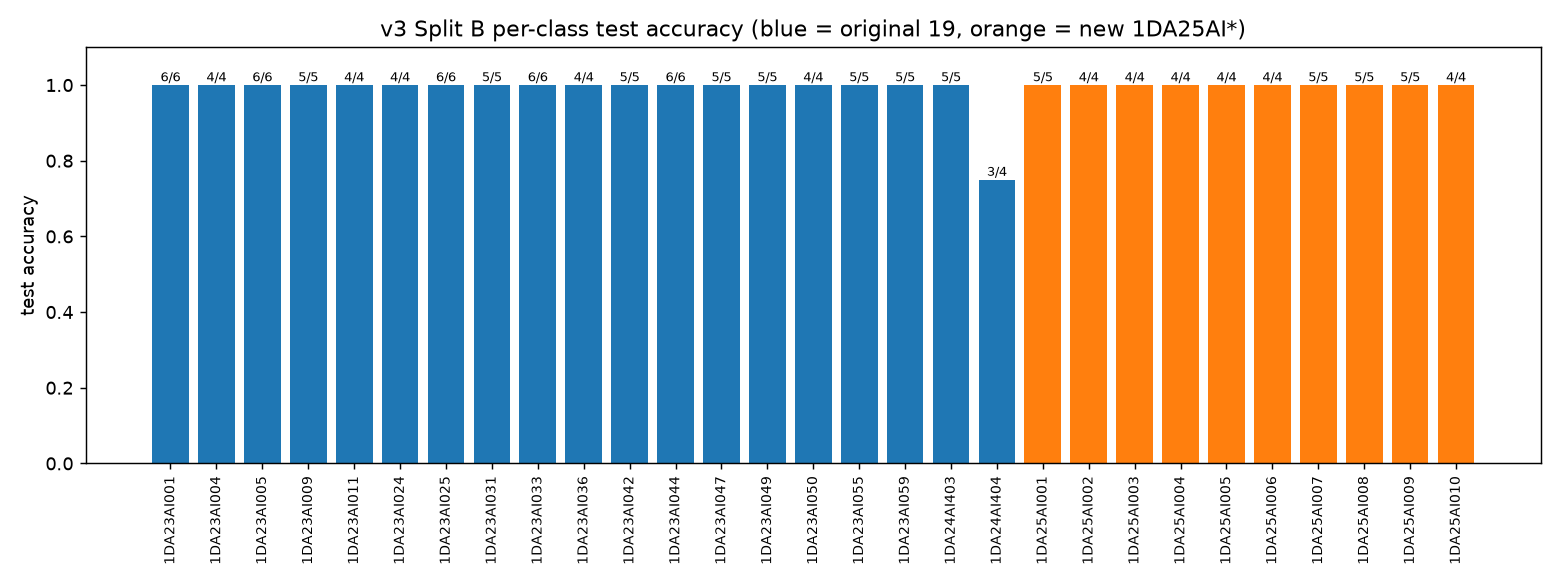 v3 Split B per-class test accuracy (blue = original 19, orange = new 1DA25AI*)
test accuracy
1.0
0.8
0.6
0.4
0.2
0.0
6/6 4/4 6/6 5/5 4/4 4/4 6/6 5/5 6/6 4/4 5/5 6/6 5/5 5/5 4/4 5/5 5/5 5/5 3/4 5/5 4/4 4/4 4/4 4/4 4/4 5/5 5/5 5/5 4/4
1DA23AI001
1DA23AI004
1DA23AI005
1DA23AI009
1DA23AI011
1DA23AI024
1DA23AI025
1DA23AI031
1DA23AI033
1DA23AI036
1DA23AI042
1DA23AI044
1DA23AI047
1DA23AI049
1DA23AI050
1DA23AI055
1DA23AI059
1DA24AI403
1DA24AI404
1DA25AI001
1DA25AI002
1DA25AI003
1DA25AI004
1DA25AI005
1DA25AI006
1DA25AI007
1DA25AI008
1DA25AI009
1DA25AI010